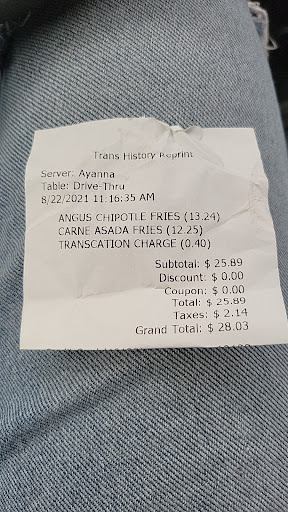 Trans History Reprint
Server: Ayanna
Table: Drive-Thru
8/22/2021 11:16:35 AM
ANGUS CHIPOTLE FRIES (13.24)
CARNE ASADA FRIES (12.25)
TRANSCATION CHARGE (0.40)
Subtotal: $ 25.89
Discount: $ 0.00
Coupon: $ 0.00
Total: $ 25.89
Taxes: $ 2.14
Grand Total: $ 28.03